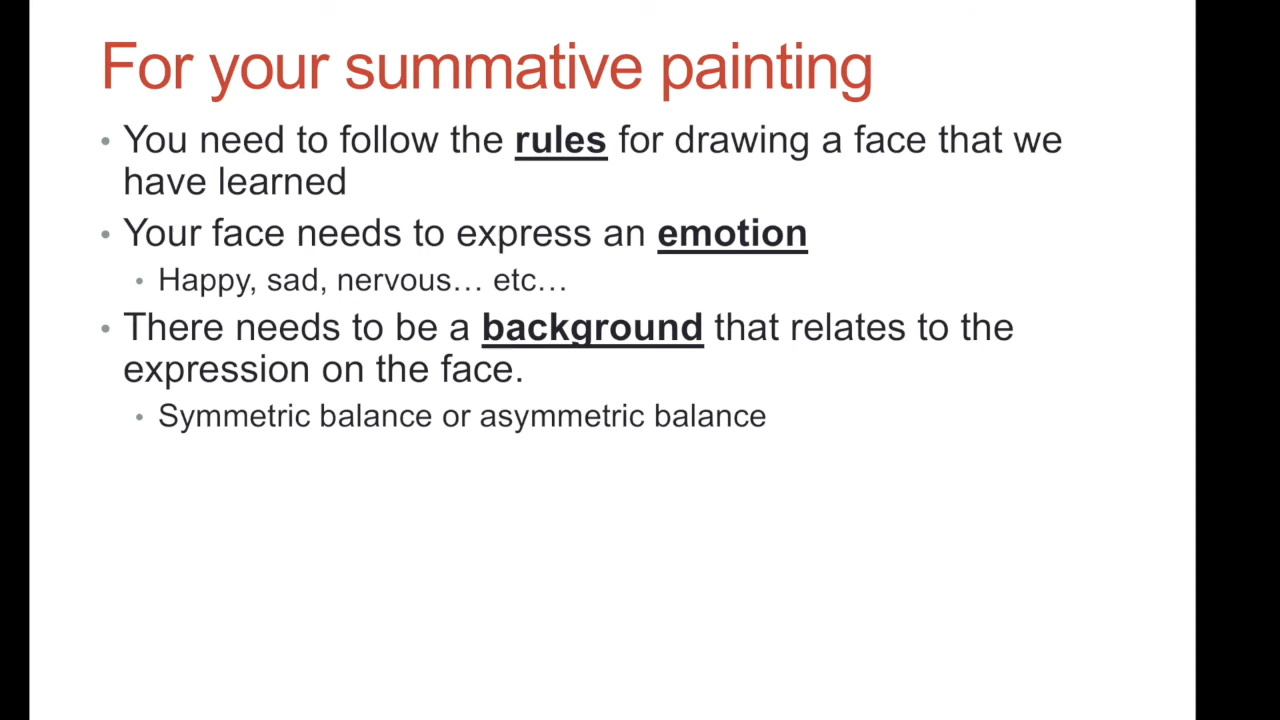 For your summative painting
• You need to follow the rules for drawing a face that we
have learned
• Your face needs to express an emotion
• Happy, sad, nervous… etc…
• There needs to be a background that relates to the
expression on the face.
• Symmetric balance or asymmetric balance